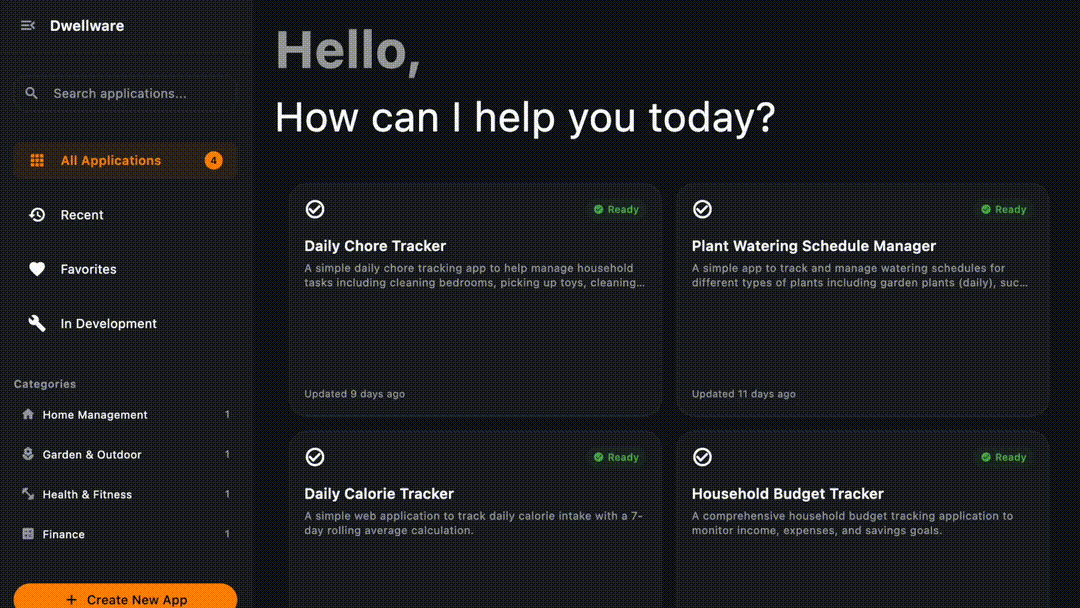 Dwellware
Search applications...
All Applications 4
Recent
Favorites
In Development
Categories
Home Management 1
Garden & Outdoor 1
Health & Fitness 1
Finance 1
+ Create New App
Hello,
How can I help you today?
Ready
Daily Chore Tracker
A simple daily chore tracking app to help manage household
tasks including cleaning bedrooms, picking up toys, cleaning...
Updated 9 days ago
Ready
Plant Watering Schedule Manager
A simple app to track and manage watering schedules for
different types of plants including garden plants (daily), suc...
Updated 11 days ago
Ready
Daily Calorie Tracker
A simple web application to track daily calorie intake with a 7-
day rolling average calculation.
Ready
Household Budget Tracker
A comprehensive household budget tracking application to
monitor income, expenses, and savings goals.